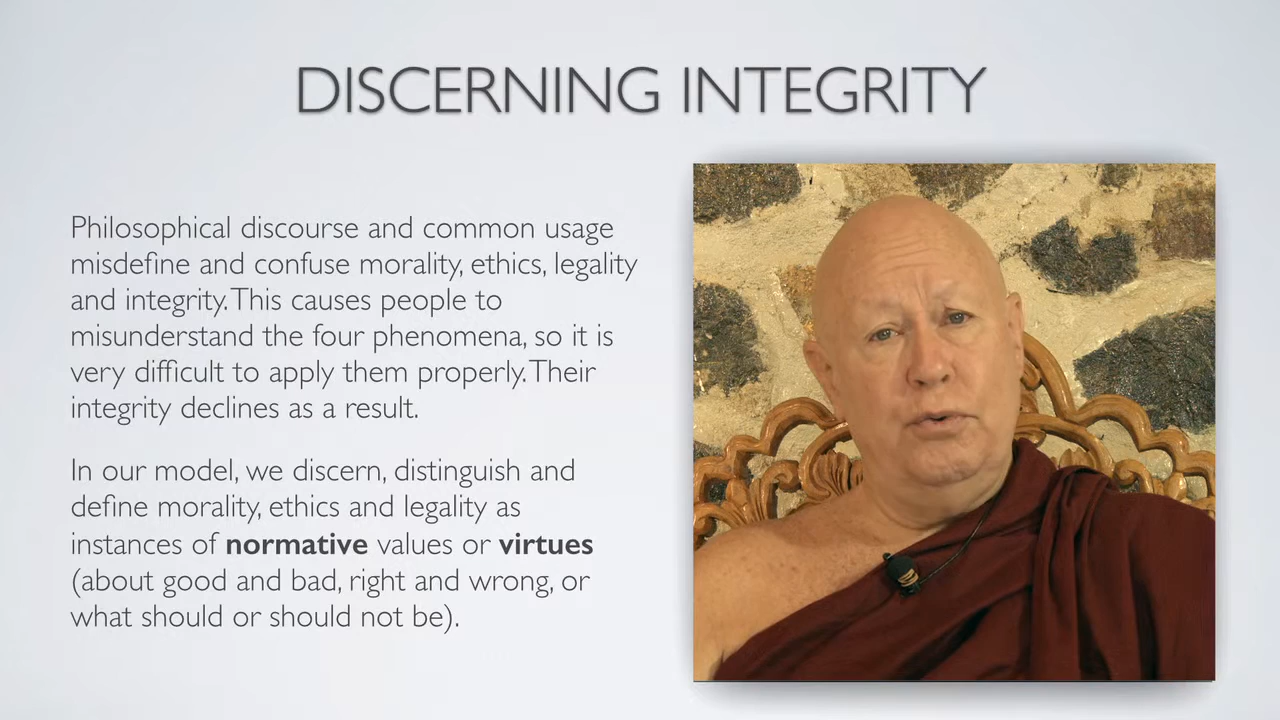 DISCERNING INTEGRITY
Philosophical discourse and common usage
misdefine and confuse morality, ethics, legality
and integrity. This causes people to
misunderstand the four phenomena, so it is
very difficult to apply them properly. Their
integrity declines as a result.
In our model, we discern, distinguish and
define morality, ethics and legality as
instances of normative values or virtues
(about good and bad, right and wrong, or
what should or should not be).